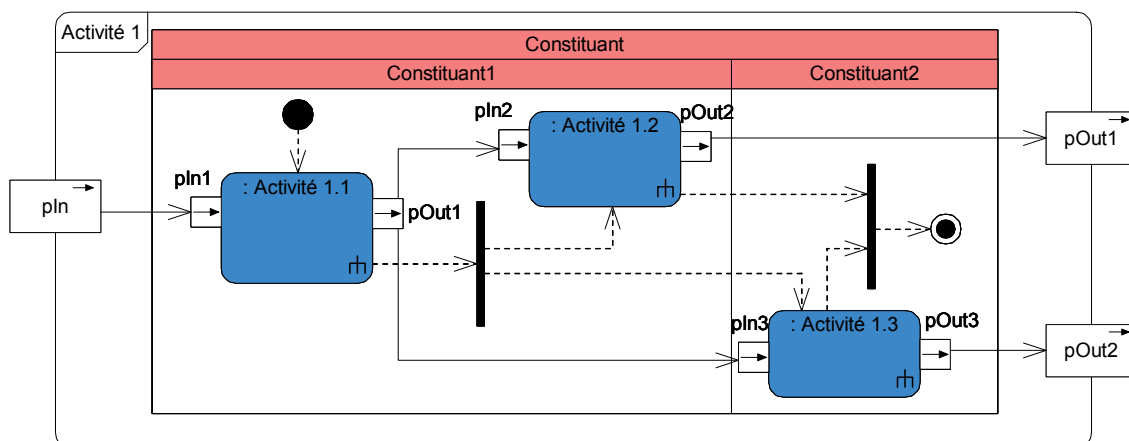 Activité 1
Constituant
Constituant1
Constituant2
pIn2
: Activité 1.2
pOut2
pOut1
pIn1
: Activité 1.1
pIn
pOut1
pIn3
: Activité 1.3
pOut3
pOut2